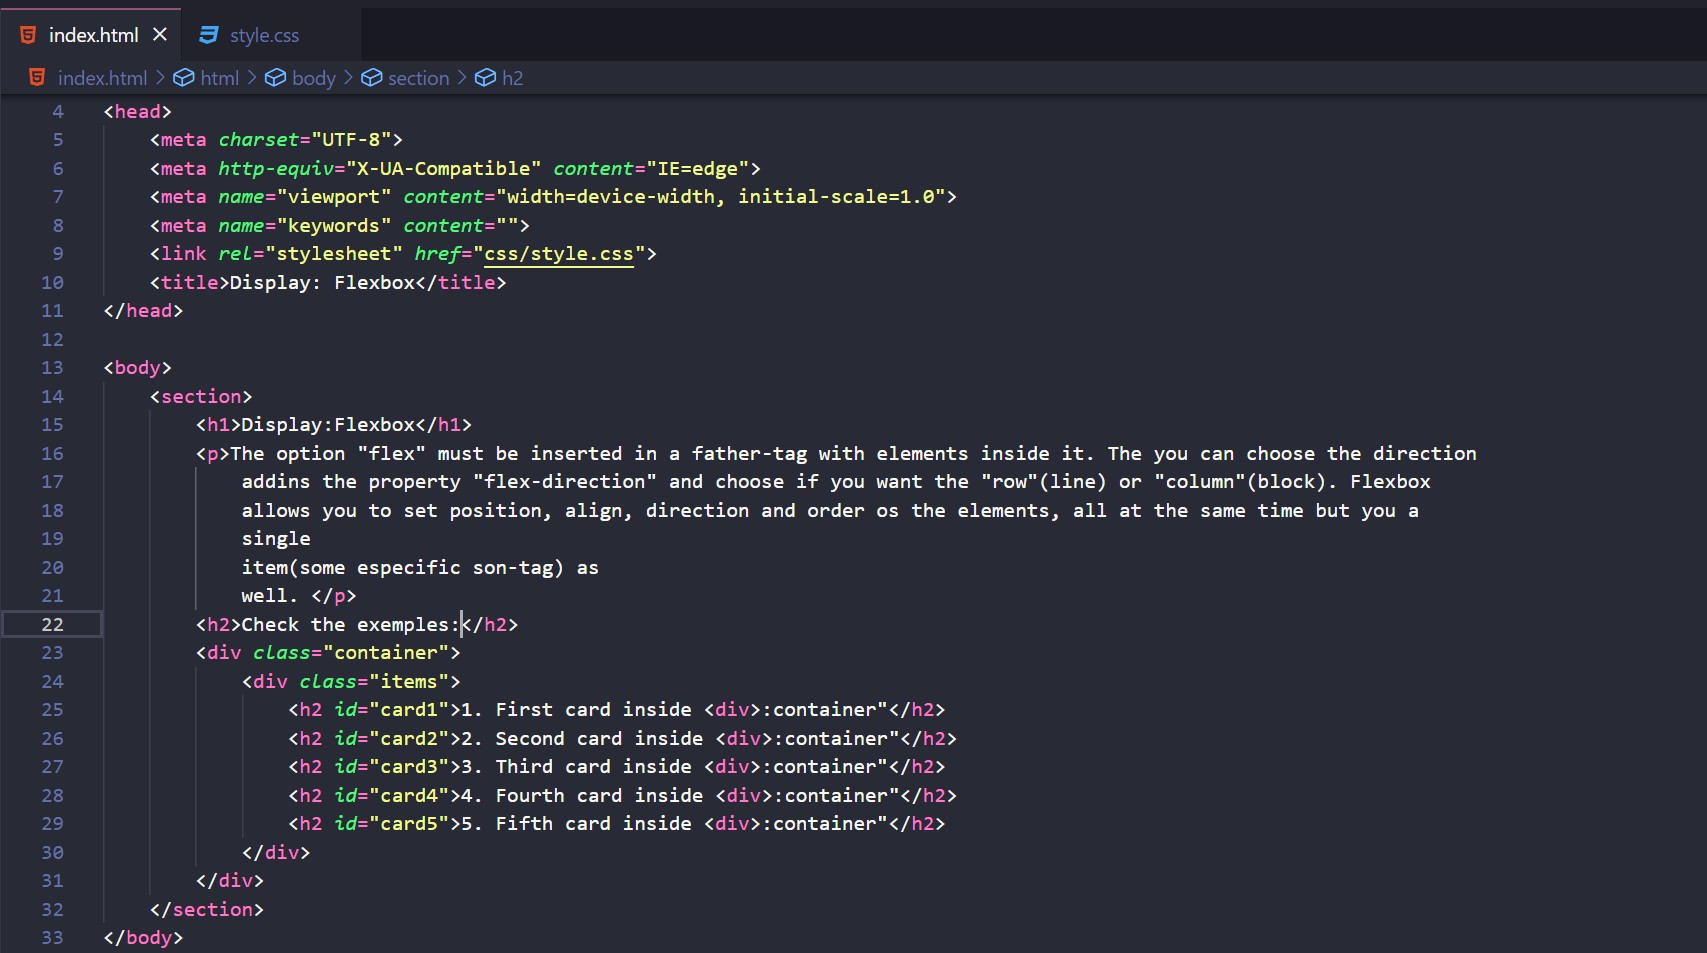 index.html
style.css
index.html > html > body > section > h2
4 <head>
5 <meta charset="UTF-8">
6 <meta http-equiv="X-UA-Compatible" content="IE=edge">
7 <meta name="viewport" content="width=device-width, initial-scale=1.0">
8 <meta name="keywords" content="">
9 <link rel="stylesheet" href="css/style.css">
10 <title>Display: Flexbox</title>
11 </head>
12
13 <body>
14 <section>
15 <h1>Display:Flexbox</h1>
16 <p>The option "flex" must be inserted in a father-tag with elements inside it. The you can choose the direction
17 addins the property "flex-direction" and choose if you want the "row"(line) or "column"(block). Flexbox
18 allows you to set position, align, direction and order os the elements, all at the same time but you a
19 single
20 item(some especific son-tag) as
21 well. </p>
22 <h2>Check the exemples:</h2>
23 <div class="container">
24 <div class="items">
25 <h2 id="card1">1. First card inside <div>:container"</h2>
26 <h2 id="card2">2. Second card inside <div>:container"</h2>
27 <h2 id="card3">3. Third card inside <div>:container"</h2>
28 <h2 id="card4">4. Fourth card inside <div>:container"</h2>
29 <h2 id="card5">5. Fifth card inside <div>:container"</h2>
30 </div>
31 </div>
32 </section>
33 </body>